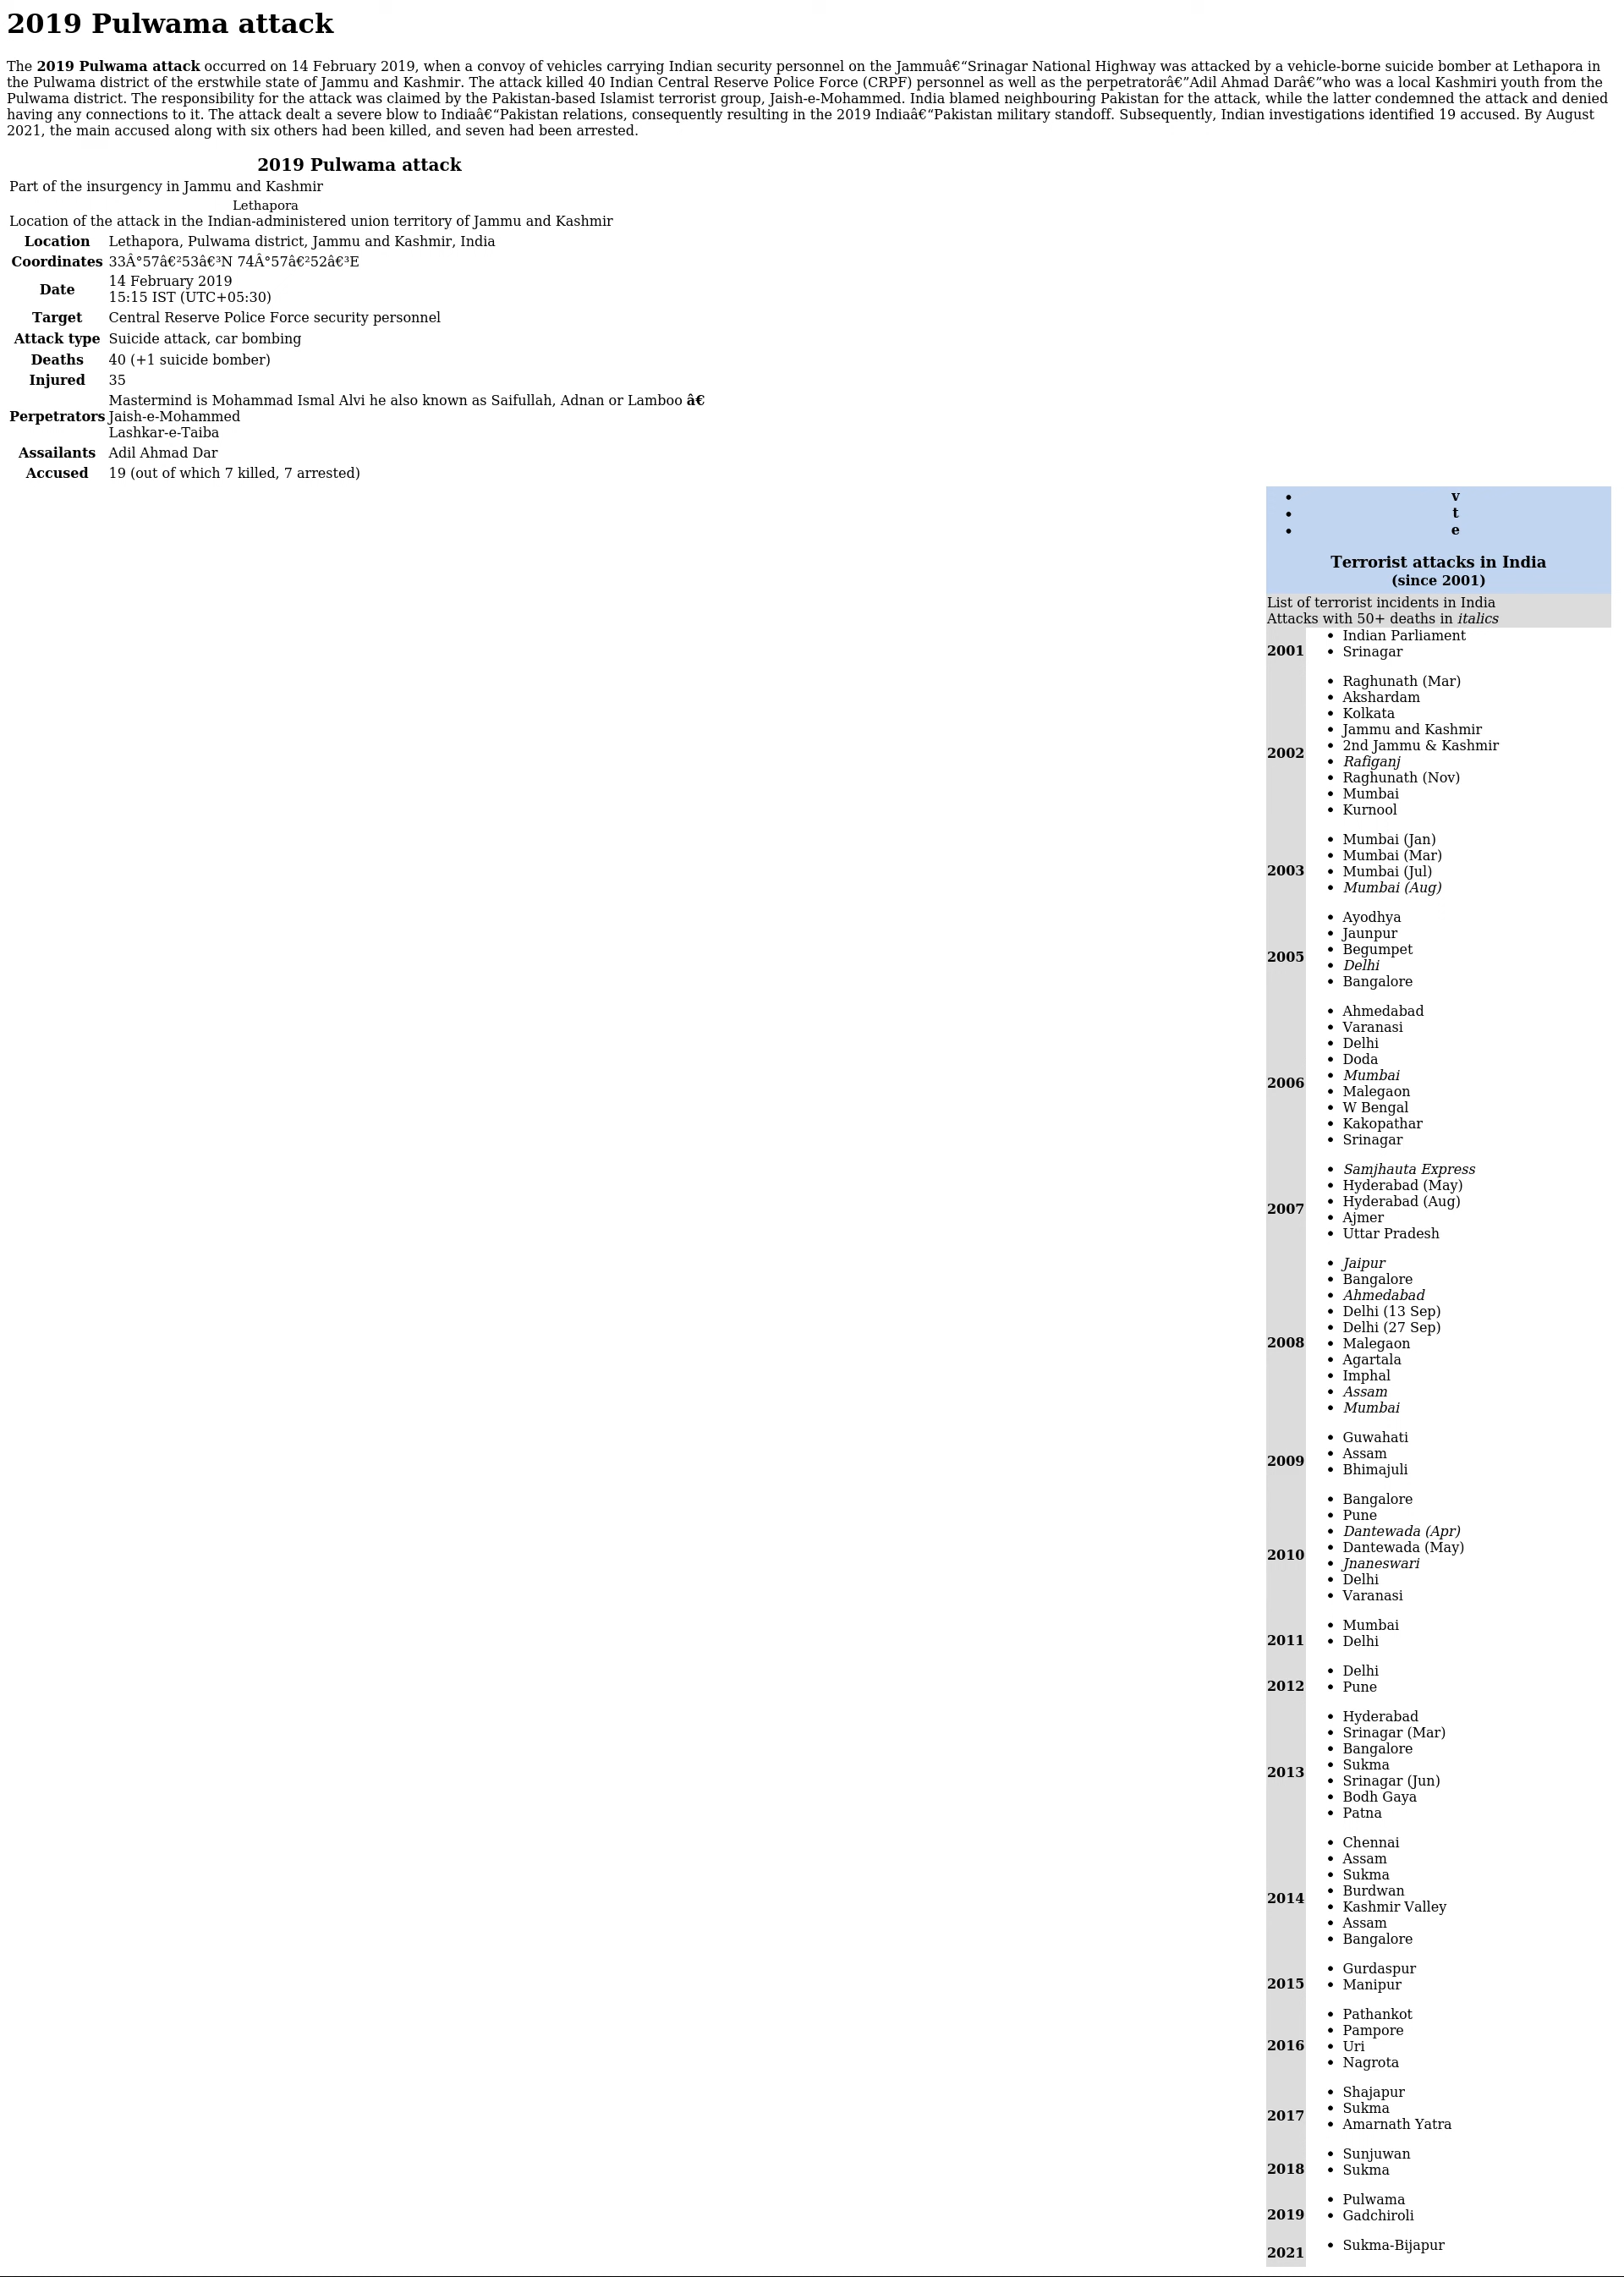 2019 Pulwama attack
The 2019 Pulwama attack occurred on 14 February 2019, when a convoy of vehicles carrying Indian security personnel on the Jammuâ€“Srinagar National Highway was attacked by a vehicle-borne suicide bomber at Lethapora in
the Pulwama district of the erstwhile state of Jammu and Kashmir. The attack killed 40 Indian Central Reserve Police Force (CRPF) personnel as well as the perpetratorâ€”Adil Ahmad Darâ€”who was a local Kashmiri youth from the
Pulwama district. The responsibility for the attack was claimed by the Pakistan-based Islamist terrorist group, Jaish-e-Mohammed. India blamed neighbouring Pakistan for the attack, while the latter condemned the attack and denied
having any connections to it. The attack dealt a severe blow to Indiaâ€“Pakistan relations, consequently resulting in the 2019 Indiaâ€“Pakistan military standoff. Subsequently, Indian investigations identified 19 accused. By August
2021, the main accused along with six others had been killed, and seven had been arrested.
2019 Pulwama attack
Part of the insurgency in Jammu and Kashmir
Lethapora
Location of the attack in the Indian-administered union territory of Jammu and Kashmir
Location Lethapora, Pulwama district, Jammu and Kashmir, India
Coordinates 33Â°57â€²53â€³N 74Â°57â€²52â€³E
Date 14 February 2019
15:15 IST (UTC+05:30)
Target Central Reserve Police Force security personnel
Attack type Suicide attack, car bombing
Deaths 40 (+1 suicide bomber)
Injured 35
Perpetrators Mastermind is Mohammad Ismal Alvi he also known as Saifullah, Adnan or Lamboo â€
Jaish-e-Mohammed
Lashkar-e-Taiba
Assailants Adil Ahmad Dar
Accused 19 (out of which 7 killed, 7 arrested)
• v
• t
• e
Terrorist attacks in India
(since 2001)
List of terrorist incidents in India
Attacks with 50+ deaths in italics
2001
• Indian Parliament
• Srinagar
2002
• Raghunath (Mar)
• Akshardam
• Kolkata
• Jammu and Kashmir
• 2nd Jammu & Kashmir
• Rafiganj
• Raghunath (Nov)
• Mumbai
• Kurnool
2003
• Mumbai (Jan)
• Mumbai (Mar)
• Mumbai (Jul)
• Mumbai (Aug)
2005
• Ayodhya
• Jaunpur
• Begumpet
• Delhi
• Bangalore
2006
• Ahmedabad
• Varanasi
• Delhi
• Doda
• Mumbai
• Malegaon
• W Bengal
• Kakopathar
• Srinagar
2007
• Samjhauta Express
• Hyderabad (May)
• Hyderabad (Aug)
• Ajmer
• Uttar Pradesh
2008
• Jaipur
• Bangalore
• Ahmedabad
• Delhi (13 Sep)
• Delhi (27 Sep)
• Malegaon
• Agartala
• Imphal
• Assam
• Mumbai
2009
• Guwahati
• Assam
• Bhimajuli
2010
• Bangalore
• Pune
• Dantewada (Apr)
• Dantewada (May)
• Jnaneswari
• Delhi
• Varanasi
2011
• Mumbai
• Delhi
2012
• Delhi
• Pune
2013
• Hyderabad
• Srinagar (Mar)
• Bangalore
• Sukma
• Srinagar (Jun)
• Bodh Gaya
• Patna
2014
• Chennai
• Assam
• Sukma
• Burdwan
• Kashmir Valley
• Assam
• Bangalore
2015
• Gurdaspur
• Manipur
2016
• Pathankot
• Pampore
• Uri
• Nagrota
2017
• Shajapur
• Sukma
• Amarnath Yatra
2018
• Sunjuwan
• Sukma
2019
• Pulwama
• Gadchiroli
2021
• Sukma-Bijapur